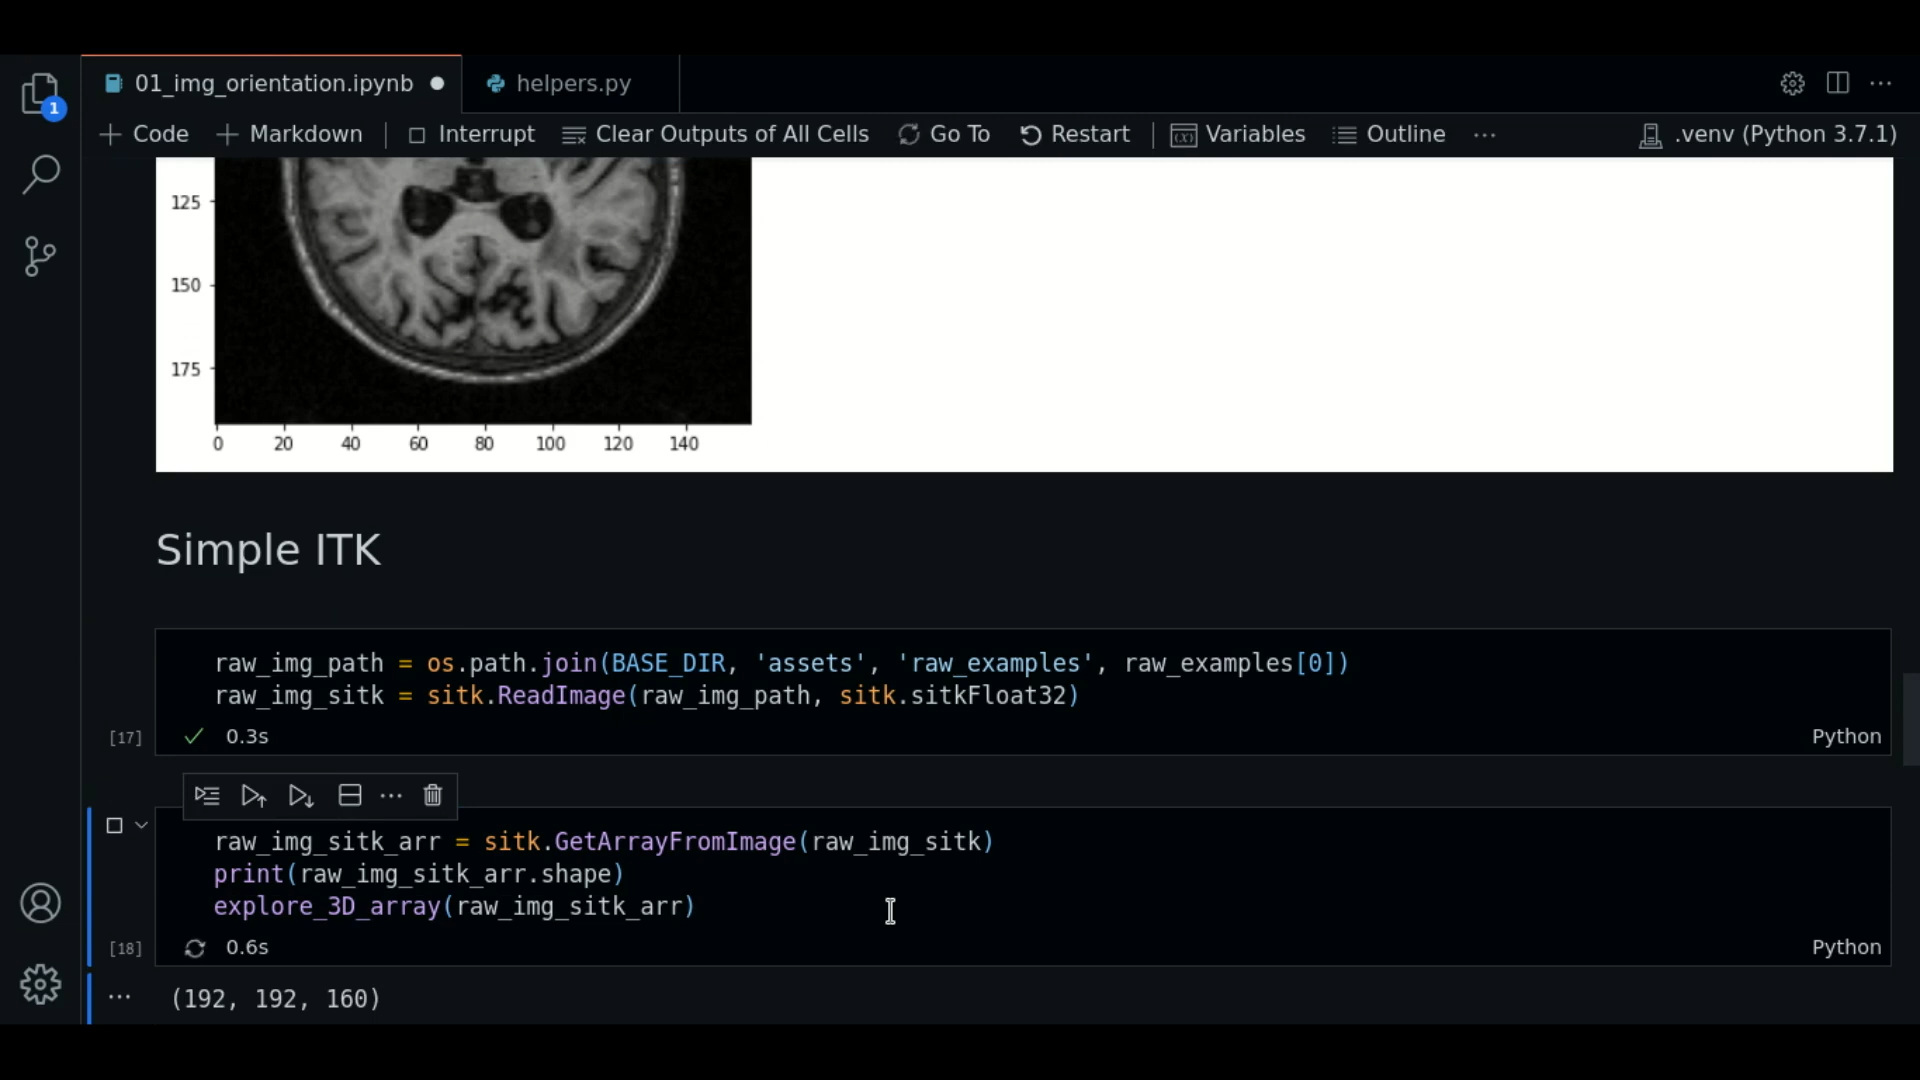 01_img_orientation.ipynb
helpers.py
1
Code Markdown Interrupt Clear Outputs of All Cells Go To Restart Variables Outline ... .venv (Python 3.7.1)
125
150
175
0 20 40 60 80 100 120 140
Simple ITK
raw_img_path = os.path.join(BASE_DIR, 'assets', 'raw_examples', raw_examples[0])
raw_img_sitk = sitk.ReadImage(raw_img_path, sitk.sitkFloat32)
[17] 0.3s Python
raw_img_sitk_arr = sitk.GetArrayFromImage(raw_img_sitk)
print(raw_img_sitk_arr.shape)
explore_3D_array(raw_img_sitk_arr)
[18] 0.6s Python
... (192, 192, 160)